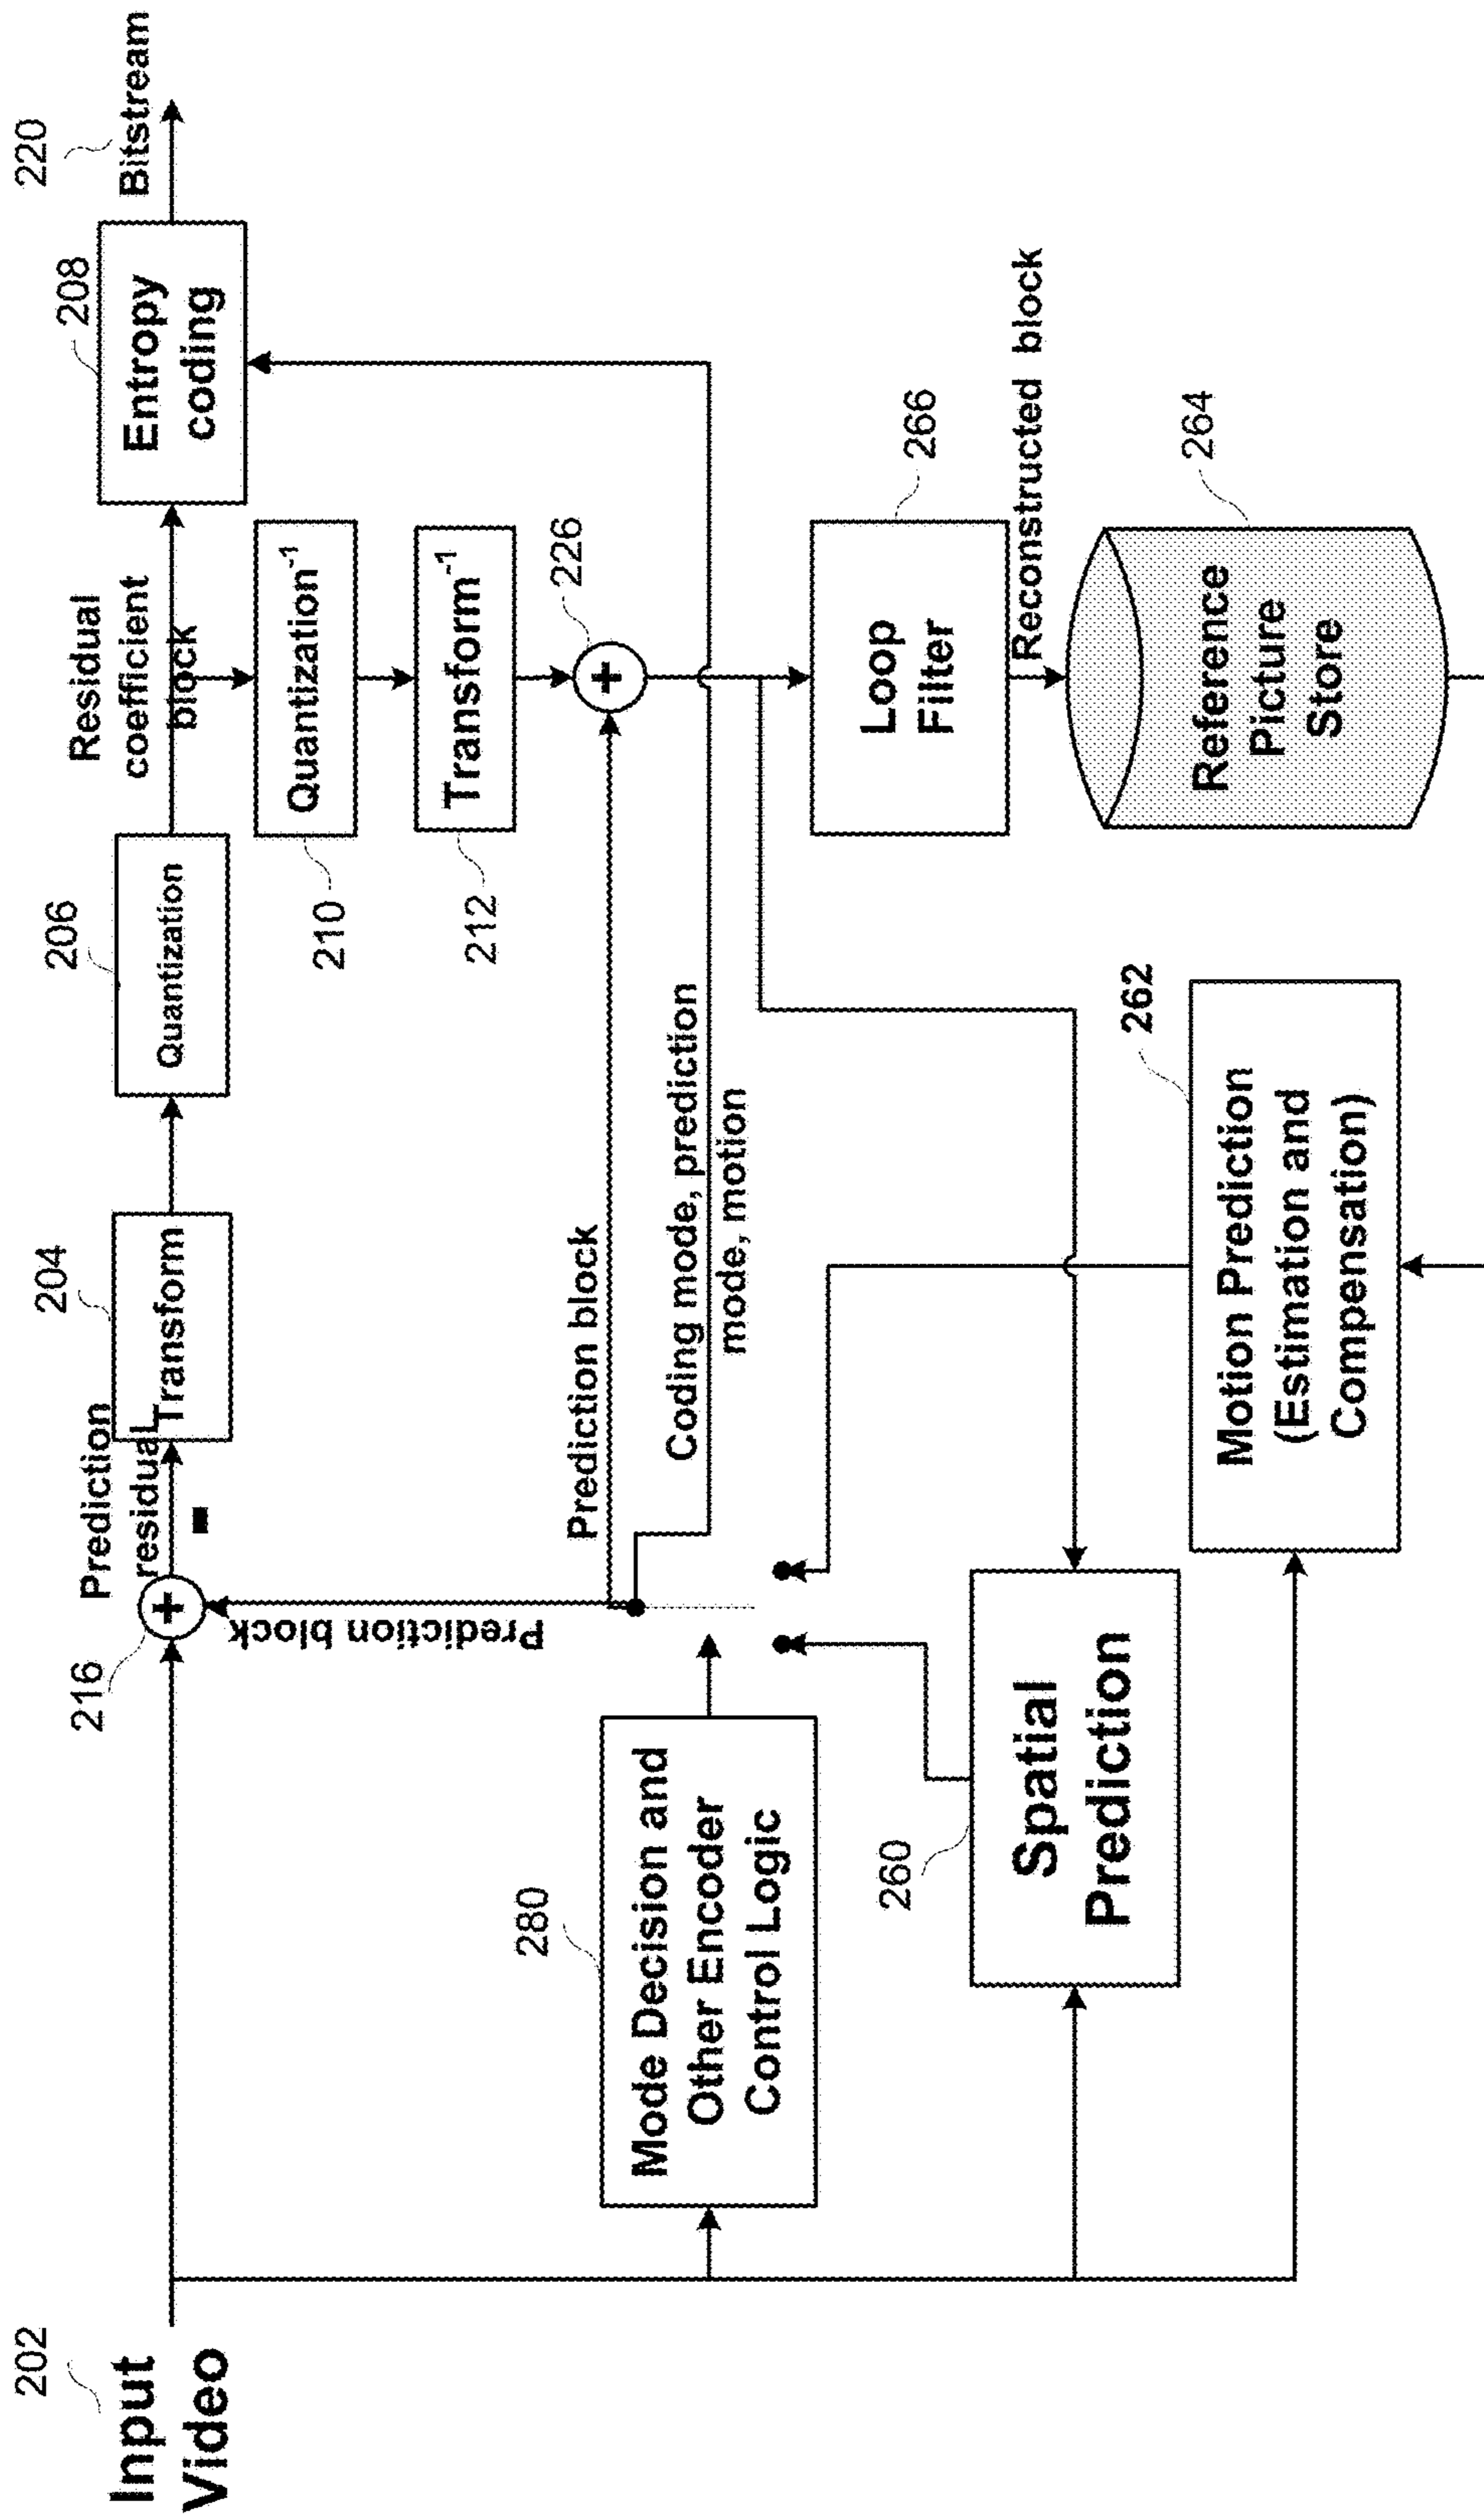 202
Input
Video
216
Prediction
residual
-
+
204
Transform
206
Quantization
Residual
coefficient
block
208
Entropy
coding
220
Bitstream
Quantization-1
210
Transform-1
212
+
226
Prediction block
Prediction block
Coding mode, prediction
mode, motion
280
Mode Decision and
Other Encoder
Control Logic
260
Spatial
Prediction
262
Motion Prediction
(Estimation and
Compensation)
Loop
Filter
266
Reconstructed block
Reference
Picture
Store
264